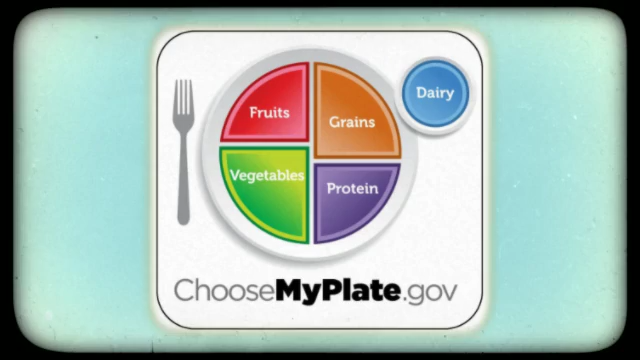 Fruits
Grains
Dairy
Vegetables
Protein
ChooseMyPlate.gov